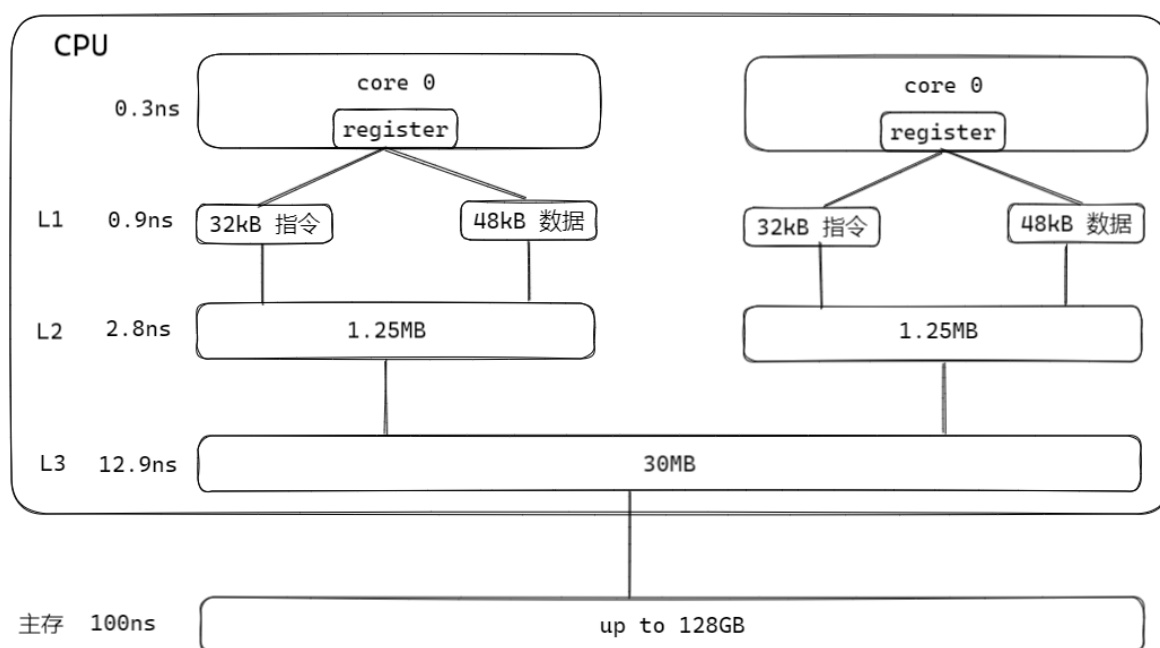 CPU
core 0
core 0
0.3ns
register
register
L1 0.9ns 32kB 指令 48kB 数据 32kB 指令 48kB 数据
L2 2.8ns 1.25MB 1.25MB
L3 12.9ns 30MB
主存 100ns up to 128GB